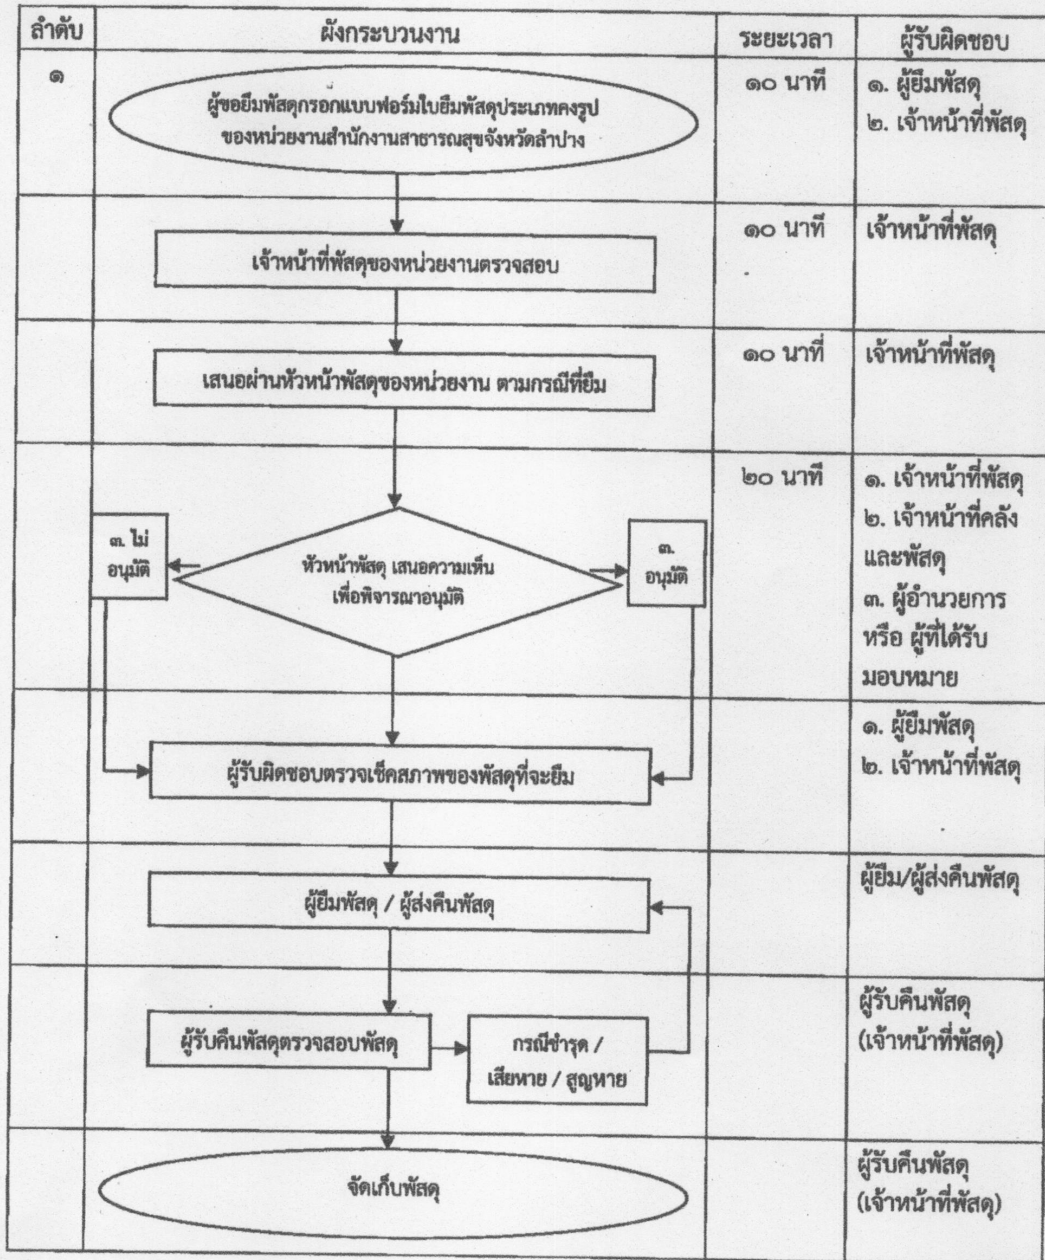 ลำดับ
ผังกระบวนงาน
ระยะเวลา
ผู้รับผิดชอบ
๑
ผู้ขอยืมพัสดุกรอกแบบฟอร์มใบยืมพัสดุประเภทคงรูป
ของหน่วยงานสำนักงานสาธารณสุขจังหวัดลำปาง
๑๐ นาที
๑. ผู้ยืมพัสดุ
๒. เจ้าหน้าที่พัสดุ
เจ้าหน้าที่พัสดุของหน่วยงานตรวจสอบ
๑๐ นาที
เจ้าหน้าที่พัสดุ
เสนอผ่านหัวหน้าพัสดุของหน่วยงาน ตามกรณีที่ยืม
๑๐ นาที
เจ้าหน้าที่พัสดุ
๓. ไม่
อนุมัติ
หัวหน้าพัสดุ เสนอความเห็น
เพื่อพิจารณาอนุมัติ
๓.
อนุมัติ
๒๐ นาที
๑. เจ้าหน้าที่พัสดุ
๒. เจ้าหน้าที่คลัง
และพัสดุ
๓. ผู้อำนวยการ
หรือ ผู้ที่ได้รับ
มอบหมาย
ผู้รับผิดชอบตรวจเช็คสภาพของพัสดุที่จะยืม
๑. ผู้ยืมพัสดุ
๒. เจ้าหน้าที่พัสดุ
ผู้ยืมพัสดุ / ผู้ส่งคืนพัสดุ
ผู้ยืม/ผู้ส่งคืนพัสดุ
ผู้รับคืนพัสดุตรวจสอบพัสดุ
กรณีชำรุด /
เสียหาย / สูญหาย
ผู้รับคืนพัสดุ
(เจ้าหน้าที่พัสดุ)
จัดเก็บพัสดุ
ผู้รับคืนพัสดุ
(เจ้าหน้าที่พัสดุ)